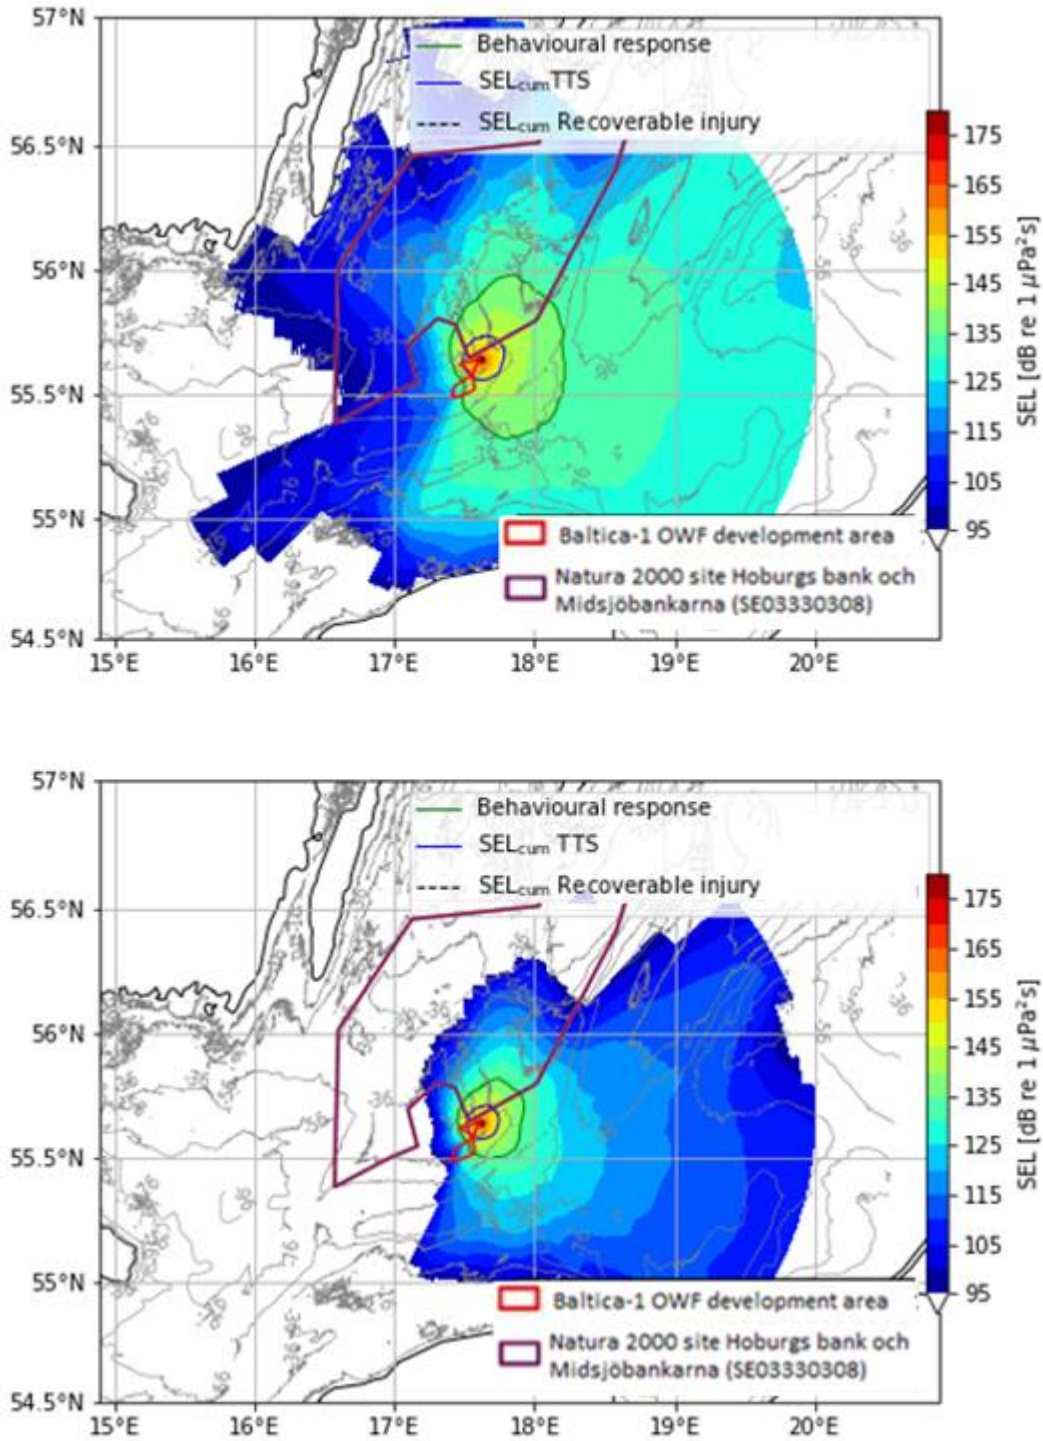 57°N
Behavioural response
SELcumTTS
SELcum Recoverable injury
56.5°N
56°N
55.5°N
55°N
54.5°N
175
165
155
145
135
125
115
105
95
SEL [dB re 1 µPa²s]
Baltica-1 OWF development area
Natura 2000 site Hoburgs bank och
Midsjöbankarna (SE03330308)
15°E 16°E 17°E 18°E 19°E 20°E
57°N
Behavioural response
SELcum TTS
SELcum Recoverable injury
56.5°N
56°N
55.5°N
55°N
54.5°N
175
165
155
145
135
125
115
105
95
SEL [dB re 1 µPa²s]
Baltica-1 OWF development area
Natura 2000 site Hoburgs bank och
Midsjöbankarna (SE03330308)
15°E 16°E 17°E 18°E 19°E 20°E